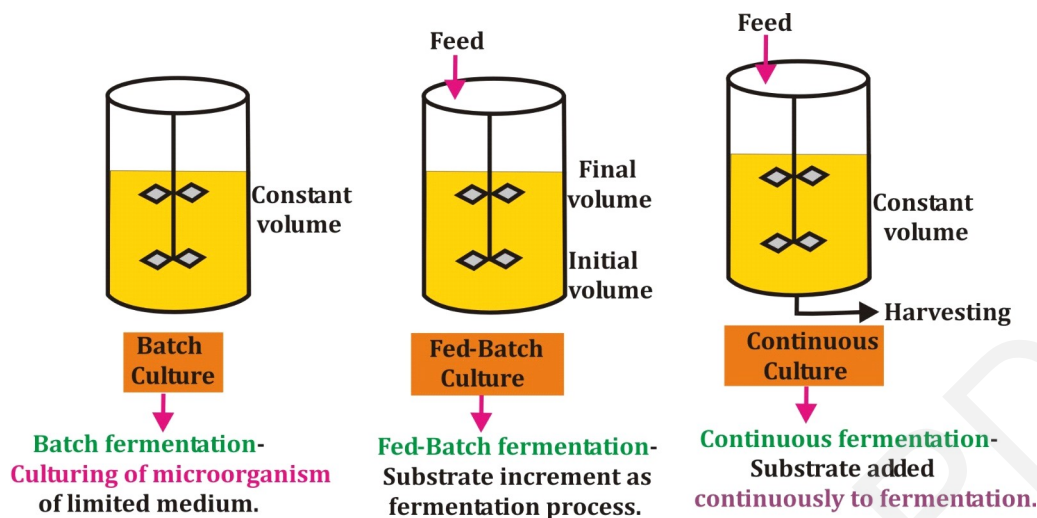 Constant
volume
Batch
Culture
Batch fermentation-
Culturing of microorganism
of limited medium.
Feed
Final
volume
Initial
volume
Fed-Batch
Culture
Fed-Batch fermentation-
Substrate increment as
fermentation process.
Feed
Constant
volume
Harvesting
Continuous
Culture
Continuous fermentation-
Substrate added
continuously to fermentation.